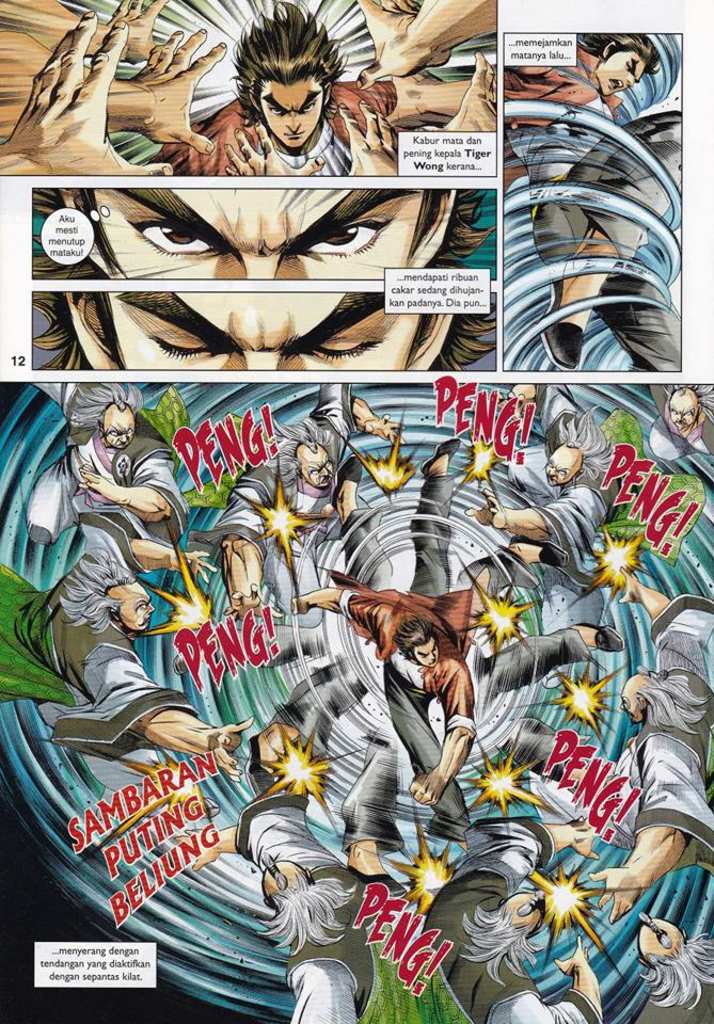 Kabur mata dan
pening kepala Tiger
Wong kerana...
Aku
mesti
menutup
mataku!
...mendapati ribuan
cakar sedang dihujan-
kan padanya. Dia pun...
...memejamkan
matanya lalu...
12
PENG!
PENG!
PENG!
PENG!
PENG!
SAMBARAN
PUTING
BELIUNG
PENG!
...menyerang dengan
tendangan yang diaktifkan
dengan sepantas kilat.